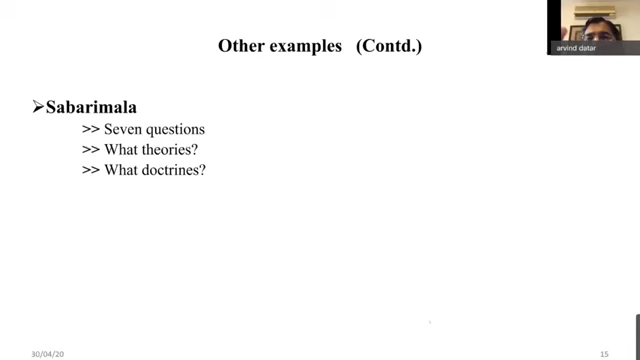 Other examples (Contd.)
arvind datar
➢Sabarimala
>> Seven questions
>> What theories?
>> What doctrines?
30/04/20
15